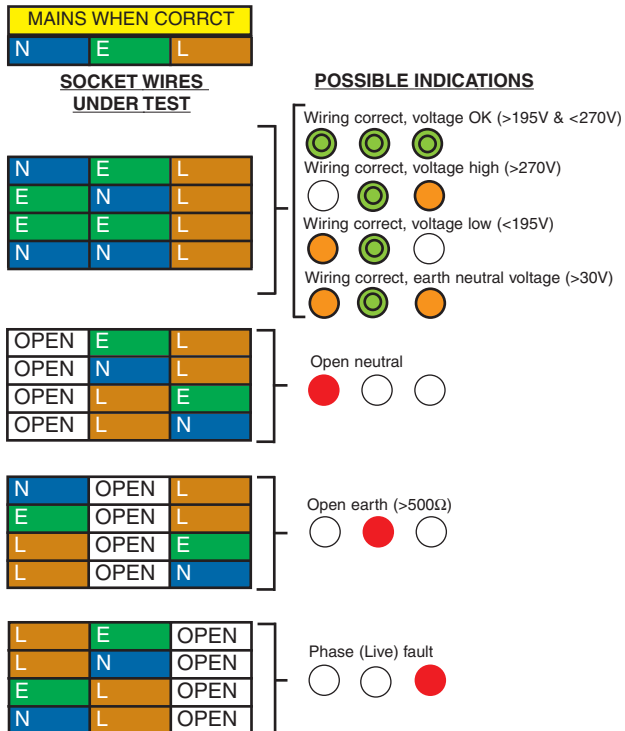 MAINS WHEN CORRCT
N E L
SOCKET WIRES
UNDER TEST
POSSIBLE INDICATIONS
Wiring correct, voltage OK (>195V & <270V)
Wiring correct, voltage high (>270V)
Wiring correct, voltage low (<195V)
Wiring correct, earth neutral voltage (>30V)
N E L
E N L
E E L
N N L
OPEN E L
OPEN N L
OPEN L E
OPEN L N
Open neutral
N OPEN L
E OPEN L
L OPEN E
L OPEN N
Open earth (>500Ω)
L E OPEN
L N OPEN
E L OPEN
N L OPEN
Phase (Live) fault